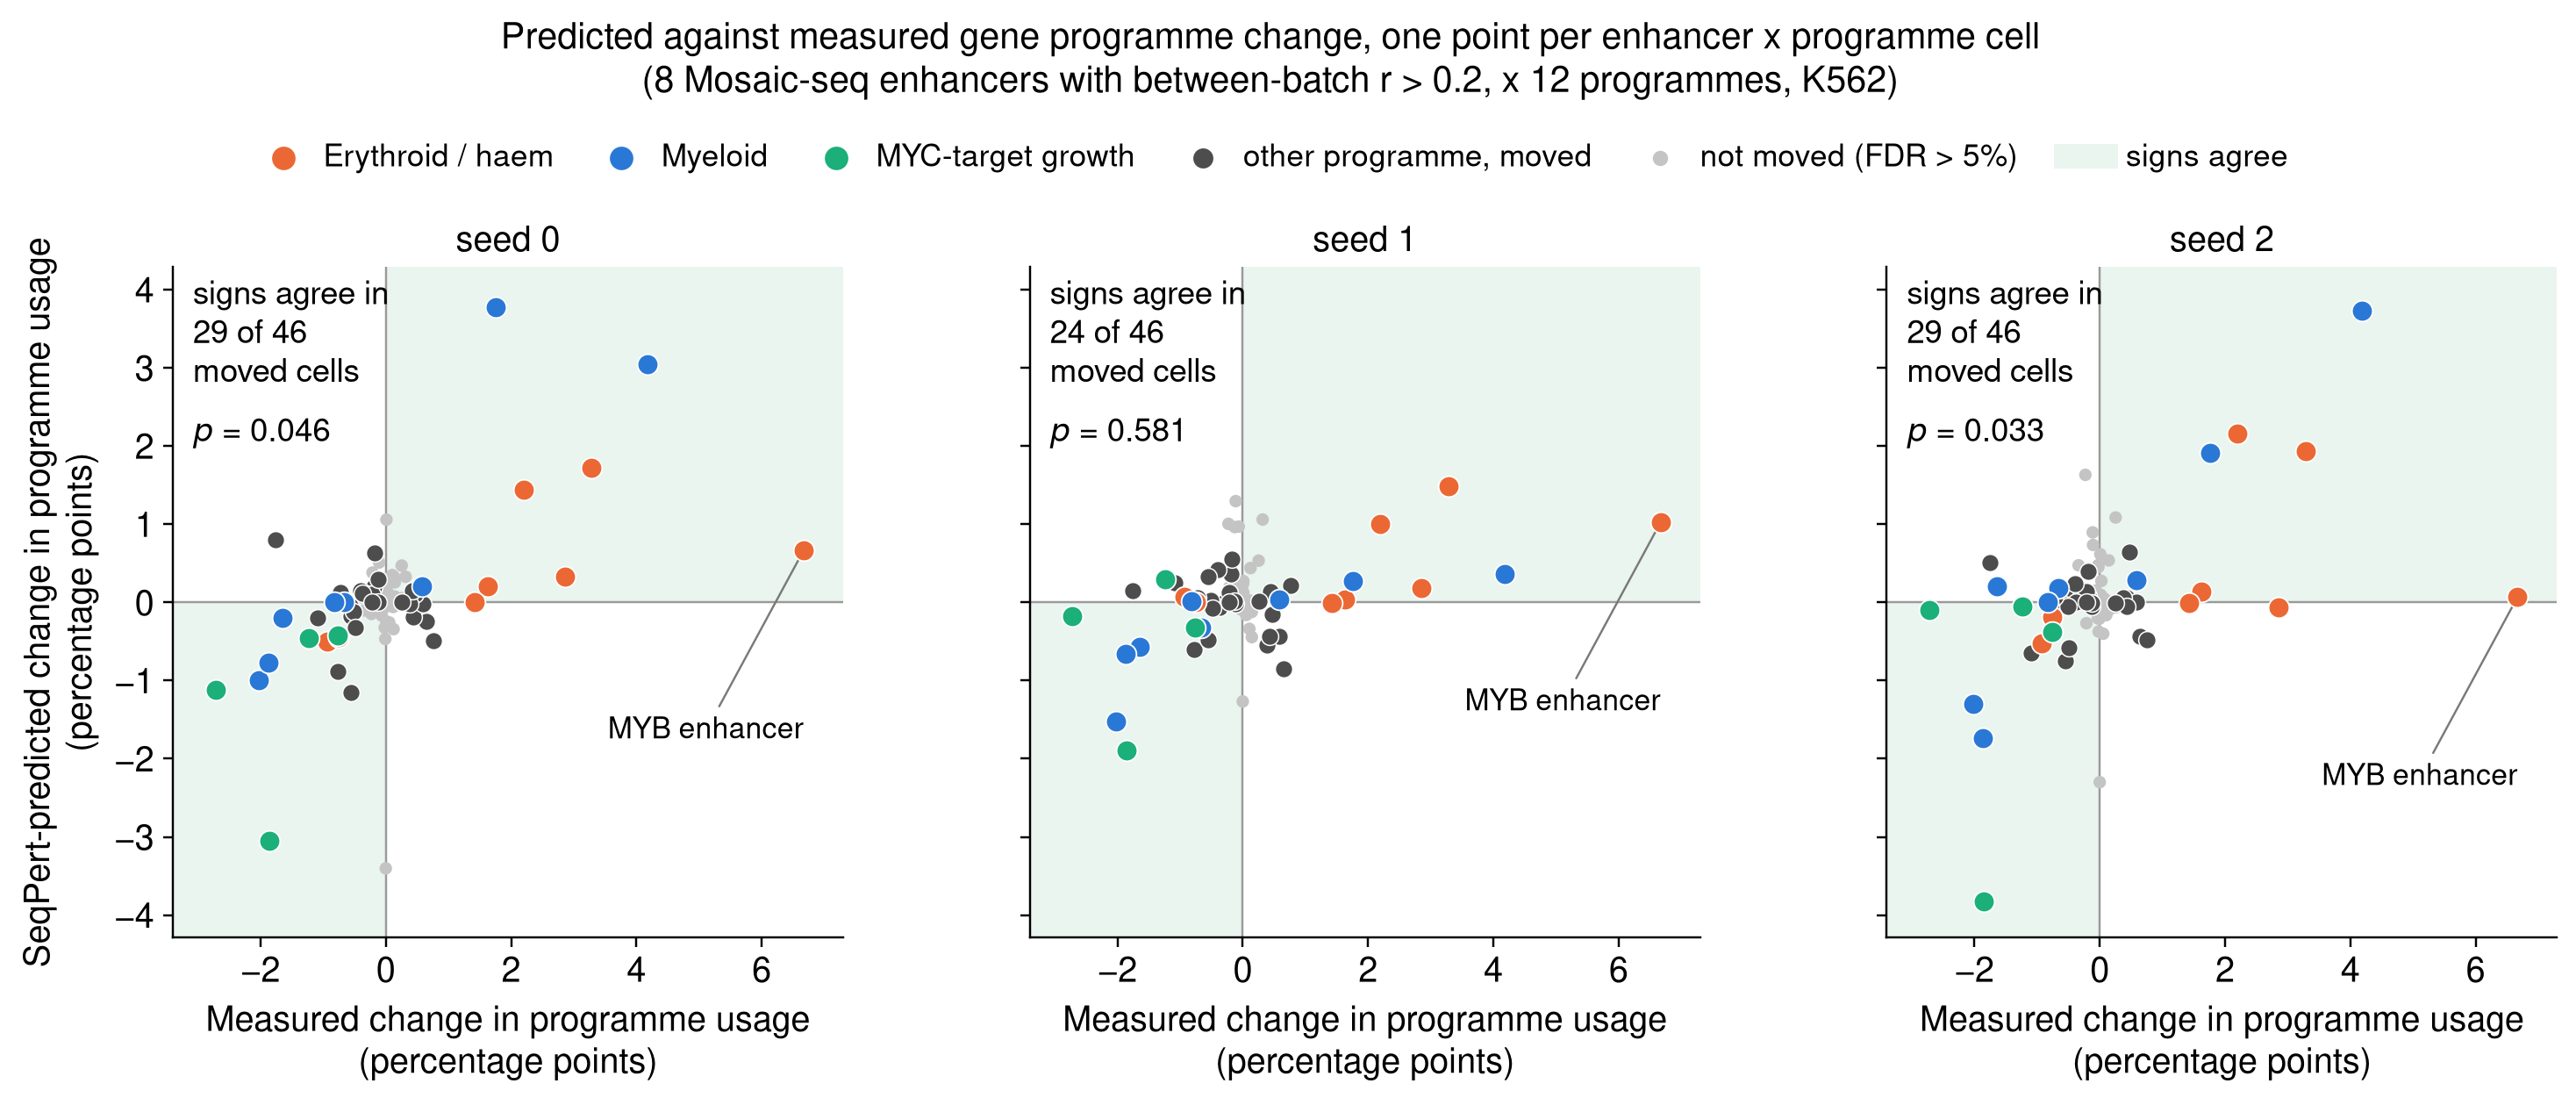 Predicted against measured gene programme change, one point per enhancer x programme cell
(8 Mosaic-seq enhancers with between-batch r > 0.2, x 12 programmes, K562)
Erythroid / haem
Myeloid
MYC-target growth
other programme, moved
not moved (FDR > 5%)
signs agree
SeqPert-predicted change in programme usage
(percentage points)
seed 0
4
3
2
1
0
−1
−2
−3
−4
signs agree in
29 of 46
moved cells
p = 0.046
MYB enhancer
−2
0
2
4
6
Measured change in programme usage
(percentage points)
seed 1
signs agree in
24 of 46
moved cells
p = 0.581
MYB enhancer
−2
0
2
4
6
Measured change in programme usage
(percentage points)
seed 2
signs agree in
29 of 46
moved cells
p = 0.033
MYB enhancer
−2
0
2
4
6
Measured change in programme usage
(percentage points)